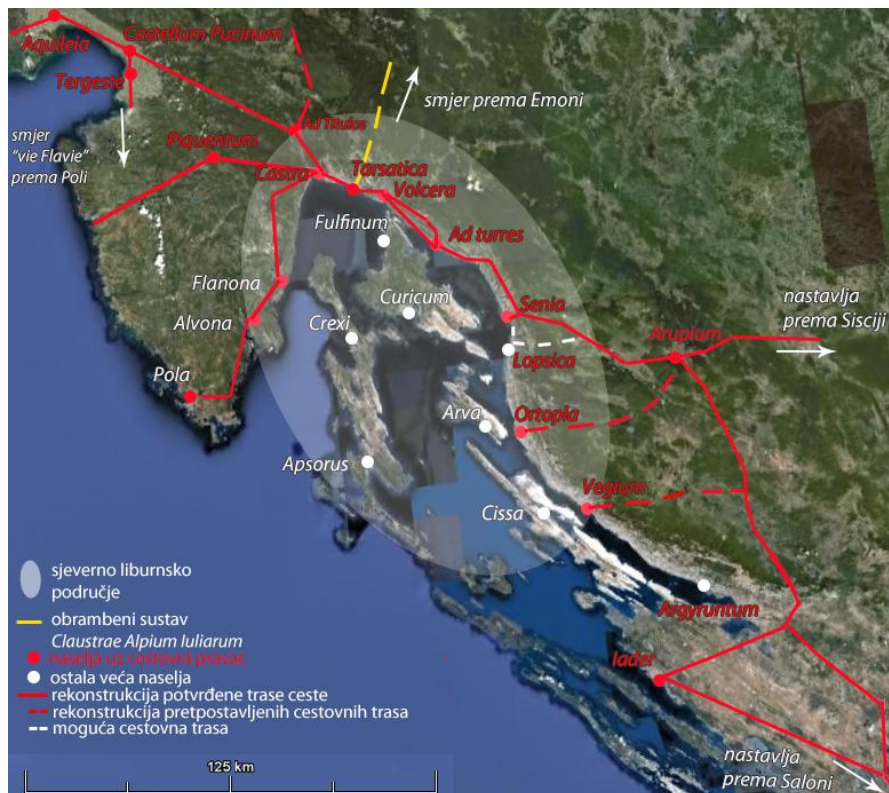 Aquileia
Castellum Pucinum
Tergeste
smjer prema Emoni
Ad Titulos
smjer
"vie Flavie"
prema Poli
Piquentum
Castra
Tarsatica
Volcera
Fulfinum
Ad turres
Flanona
Curicum
Senia
nastavlja
prema Sisciji
Alvona
Crexi
Arupium
Lopsica
Pola
Arva
Ortopla
Apsorus
Vegium
Cissa
sjeverno liburnsko
područje
Argyruntum
obrambeni sustav
Claustrae Alpium Iuliarum
naselja uz cestovni pravac
Iader
ostala veća naselja
rekonstrukcija potvrđene trase ceste
rekonstrukcija pretpostavljenih cestovnih trasa
moguća cestovna trasa
125 km
nastavlja
prema Saloni